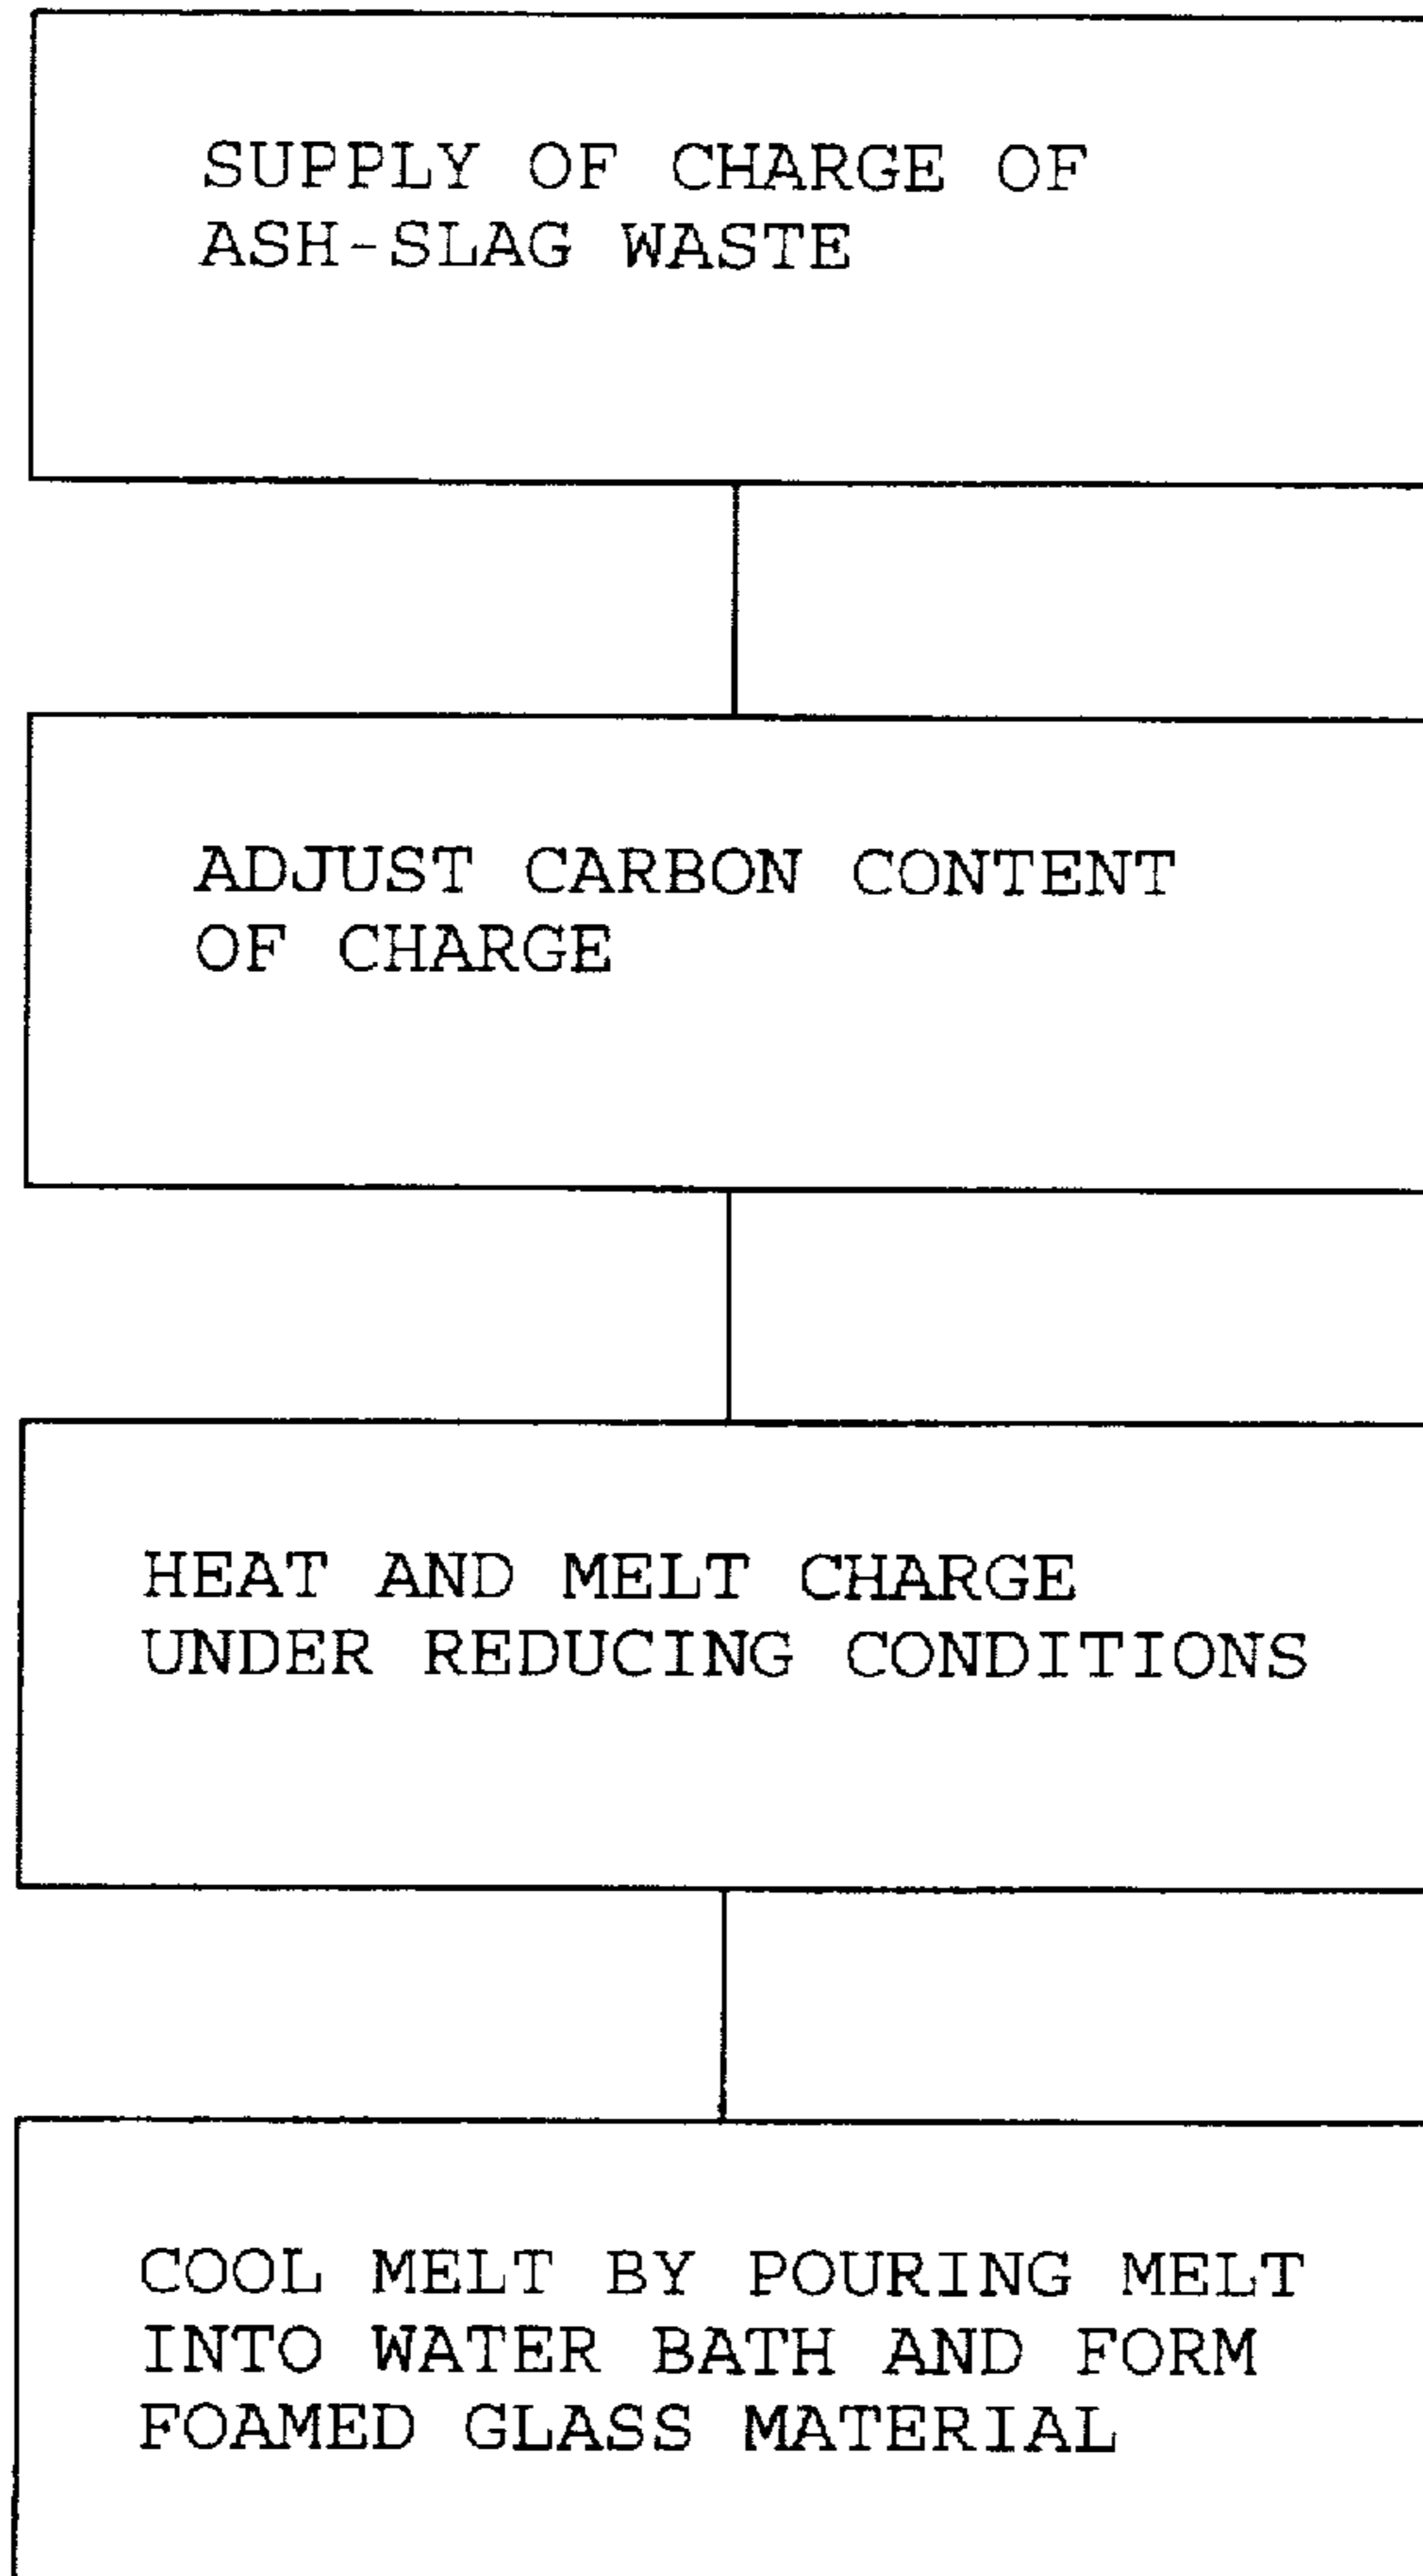 SUPPLY OF CHARGE OF
ASH-SLAG WASTE
ADJUST CARBON CONTENT
OF CHARGE
HEAT AND MELT CHARGE
UNDER REDUCING CONDITIONS
COOL MELT BY POURING MELT
INTO WATER BATH AND FORM
FOAMED GLASS MATERIAL